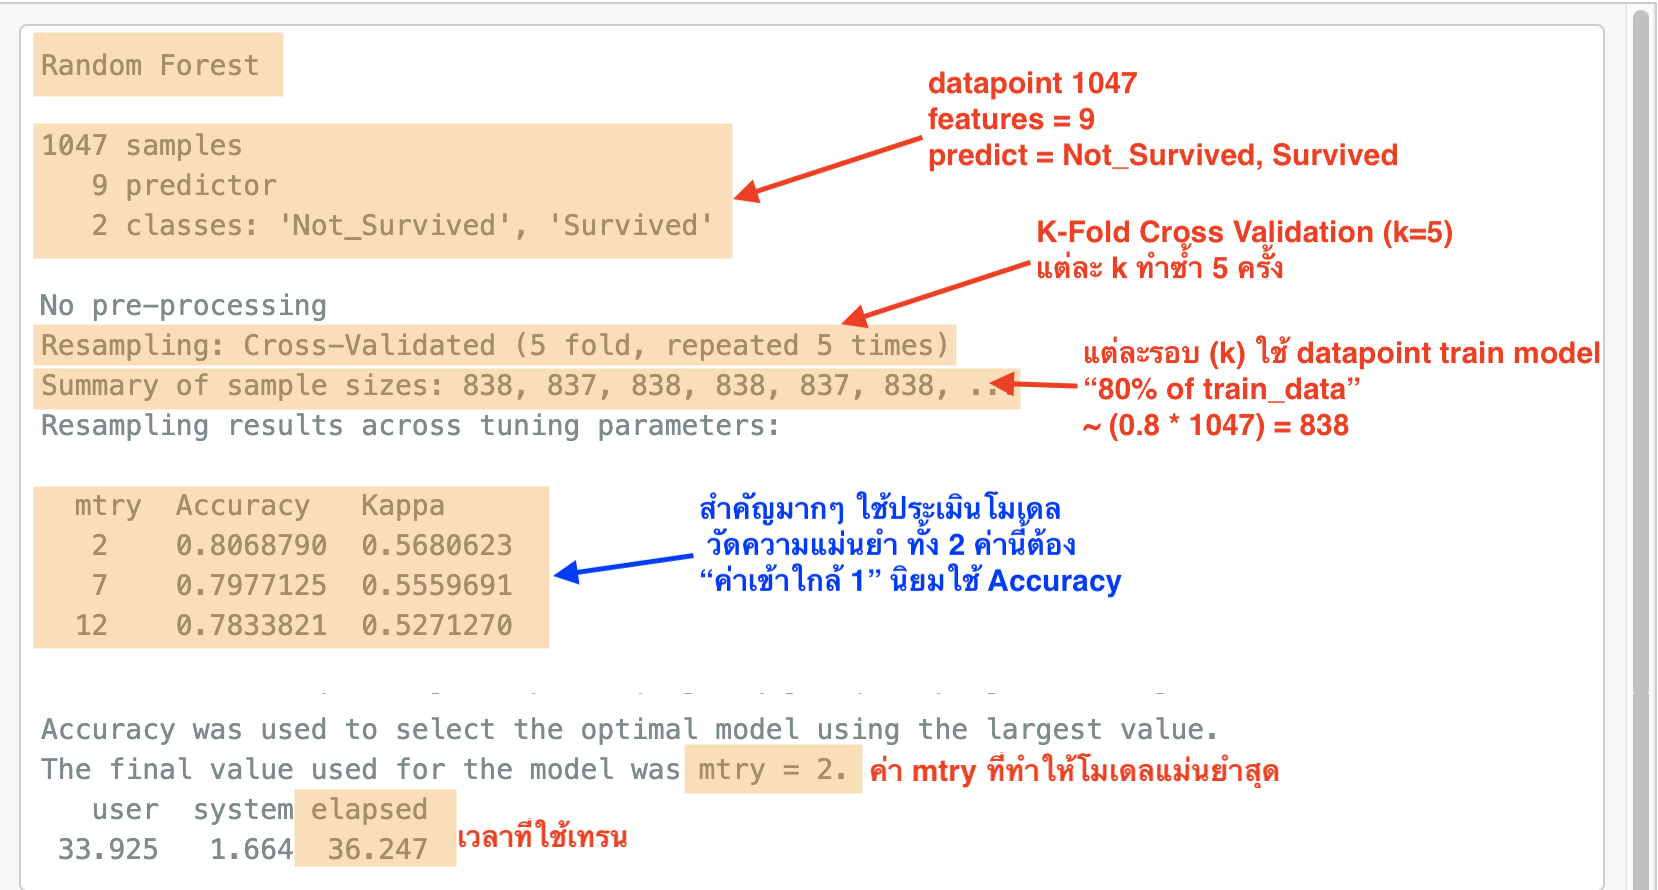 Random Forest
datapoint 1047
features = 9
predict = Not_Survived, Survived
1047 samples
9 predictor
2 classes: 'Not_Survived', 'Survived'
K-Fold Cross Validation (k=5)
แต่ละ k ทำซ้ำ 5 ครั้ง
No pre-processing
Resampling: Cross-Validated (5 fold, repeated 5 times)
Summary of sample sizes: 838, 837, 838, 838, 837, 838, ...
Resampling results across tuning parameters:
แต่ละรอบ (k) ใช้ datapoint train model
“80% of train_data”
~ (0.8 * 1047) = 838
mtry Accuracy Kappa
2 0.8068790 0.5680623
7 0.7977125 0.5559691
12 0.7833821 0.5271270
สำคัญมากๆ ใช้ประเมินโมเดล
วัดความแม่นยำ ทั้ง 2 ค่านี้ต้อง
“ค่าเข้าใกล้ 1” นิยมใช้ Accuracy
Accuracy was used to select the optimal model using the largest value.
The final value used for the model was mtry = 2. ค่า mtry ที่ทำให้โมเดลแม่นยำสุด
user system elapsed
33.925 1.664 36.247 เวลาที่ใช้เทรน